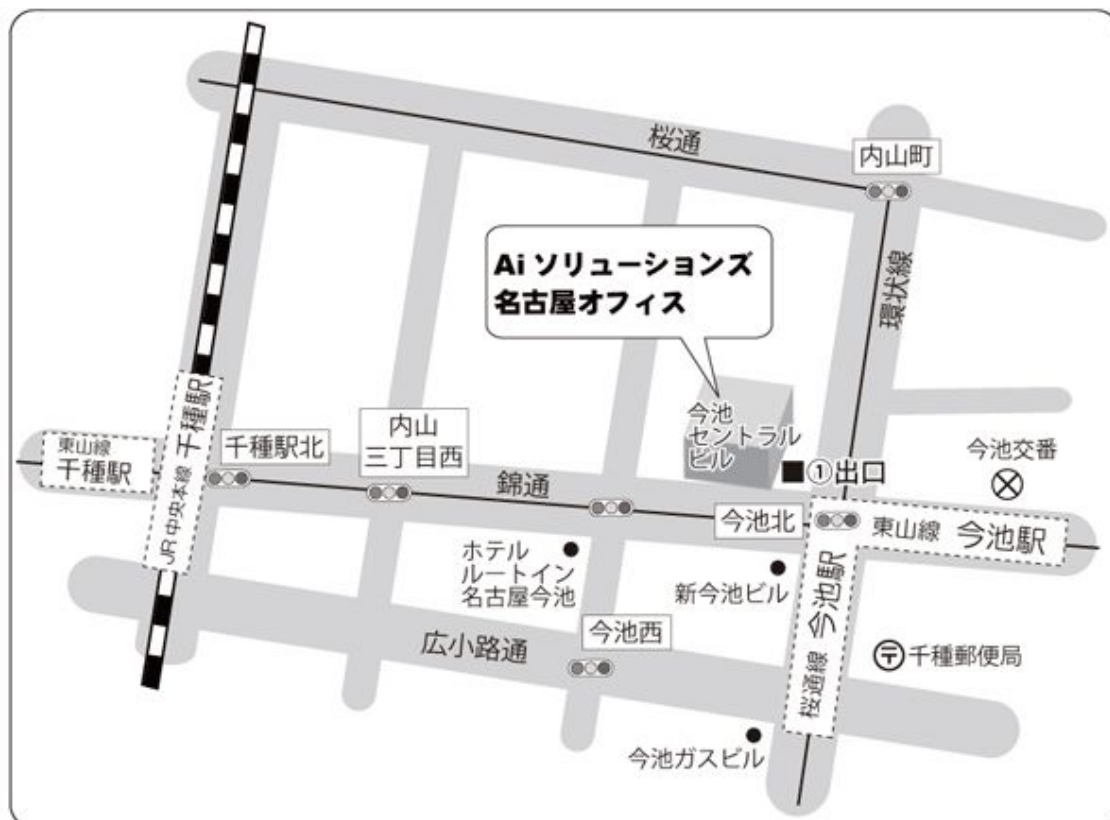 桜通
内山町
Ai ソリューションズ
名古屋オフィス
環状線
今池
セントラル
ビル
①出口
今池交番
東山線
千種駅
JR中央本線 千種駅
千種駅北
内山
三丁目西
錦通
今池北
東山線 今池駅
ホテル
ルートイン
名古屋今池
新今池ビル
桜通線 今池駅
今池西
広小路通
〒千種郵便局
今池ガスビル